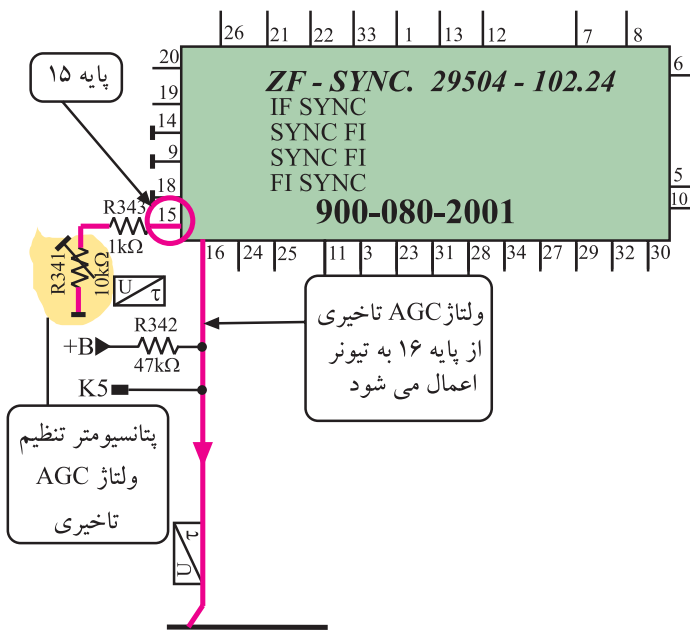 26 21 22 33 1 13 12 7 8
پایه ۱۵
20
19
14
9
18
15
6
5
10
ZF - SYNC. 29504 - 102.24
IF SYNC
SYNC FI
SYNC FI
FI SYNC
900-080-2001
R343
1kΩ
R341
10kΩ
U τ
16 24 25 11 3 23 31 28 34 27 29 32 30
R342
+B
47kΩ
K5
ولتاژ AGC تاخیری
از پایه ۱۶ به تیونر
اعمال می شود
پتانسیومتر تنظیم
ولتاژ AGC
تاخیری
U τ